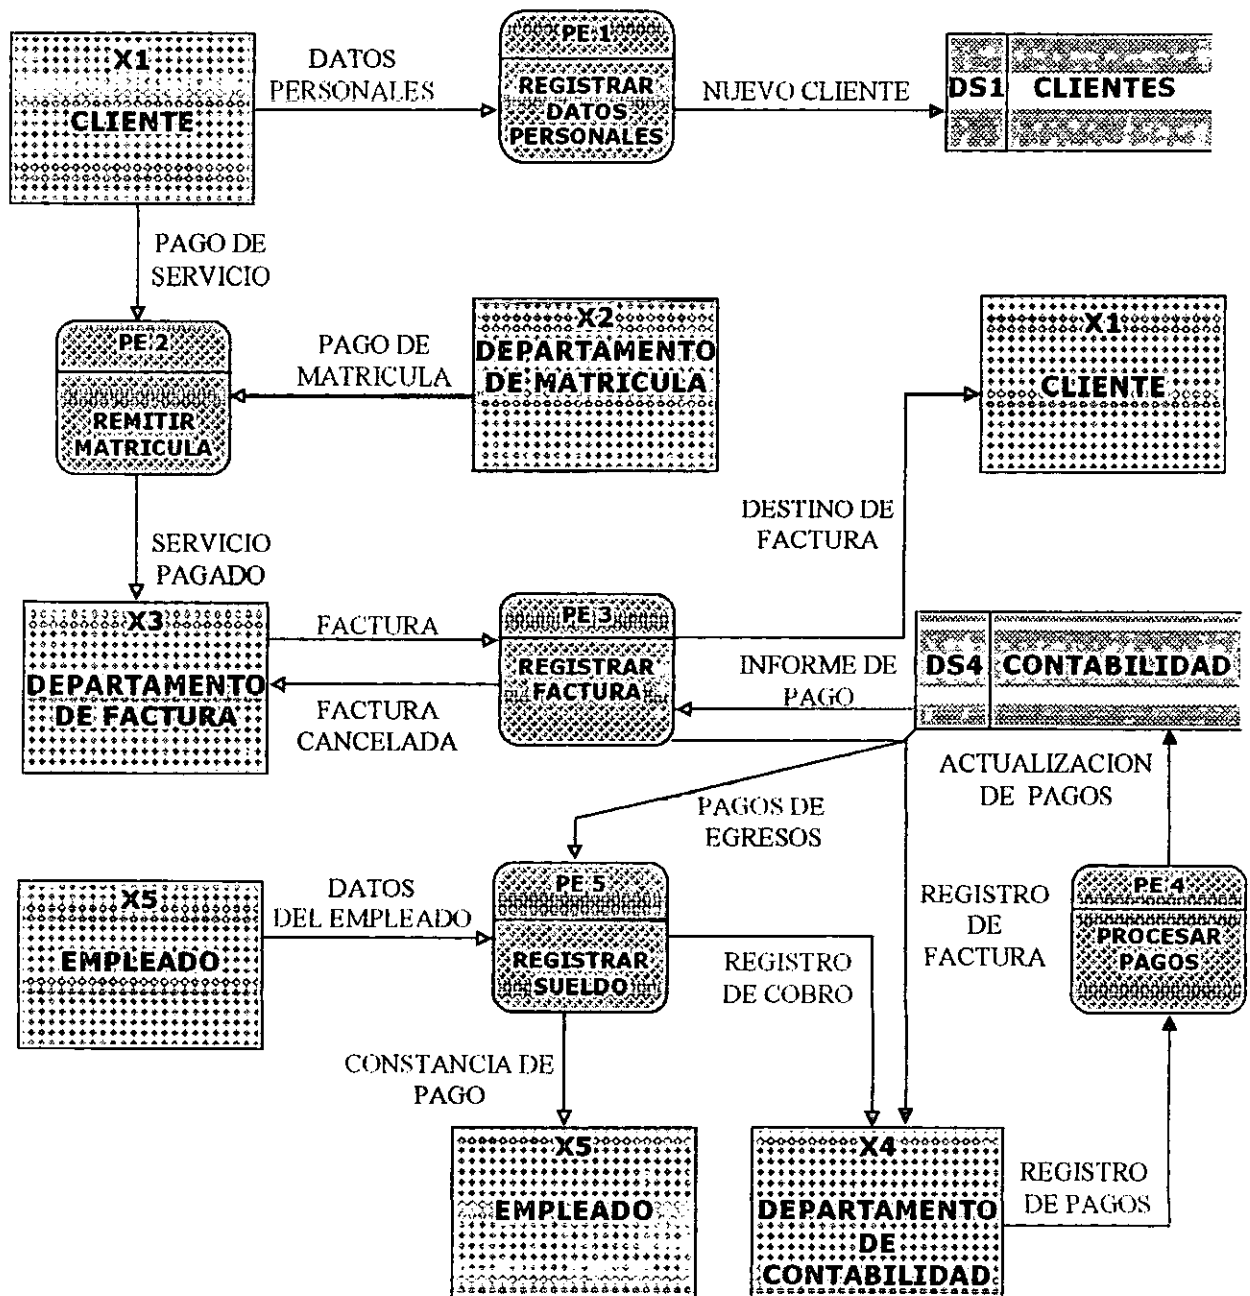 X1
CLIENTE
DATOS
PERSONALES
PE 1
REGISTRAR
DATOS
PERSONALES
NUEVO CLIENTE
DS1
CLIENTES
PAGO DE
SERVICIO
PE 2
REMITIR
MATRICULA
PAGO DE
MATRICULA
X2
DEPARTAMENTO
DE MATRICULA
X1
CLIENTE
DESTINO DE
FACTURA
SERVICIO
PAGADO
X3
DEPARTAMENTO
DE FACTURA
FACTURA
FACTURA
CANCELADA
PE 3
REGISTRAR
FACTURA
INFORME DE
PAGO
DS4
CONTABILIDAD
ACTUALIZACION
DE PAGOS
PAGOS DE
EGRESOS
X5
EMPLEADO
DATOS
DEL EMPLEADO
PE 5
REGISTRAR
SUELDO
REGISTRO
DE COBRO
REGISTRO
DE
FACTURA
PE 4
PROCESAR
PAGOS
CONSTANCIA DE
PAGO
X5
EMPLEADO
X4
DEPARTAMENTO
DE
CONTABILIDAD
REGISTRO
DE PAGOS